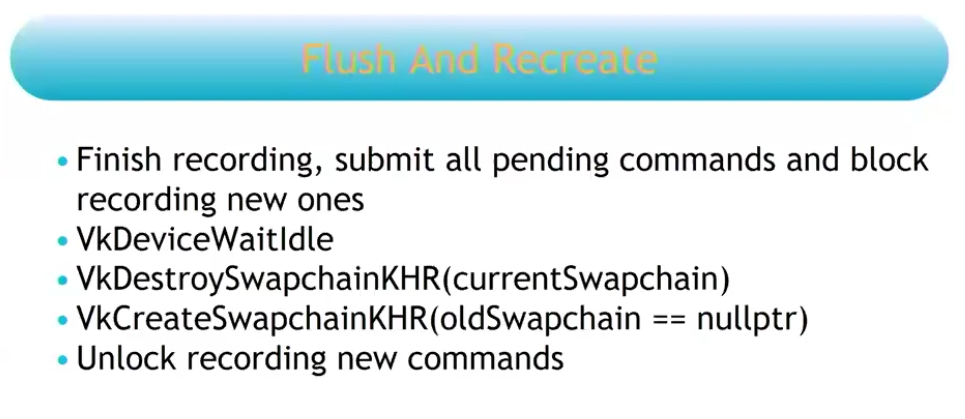 Flush And Recreate
• Finish recording, submit all pending commands and block
recording new ones
• VkDeviceWaitIdle
• VkDestroySwapchainKHR(currentSwapchain)
• VkCreateSwapchainKHR(oldSwapchain == nullptr)
• Unlock recording new commands